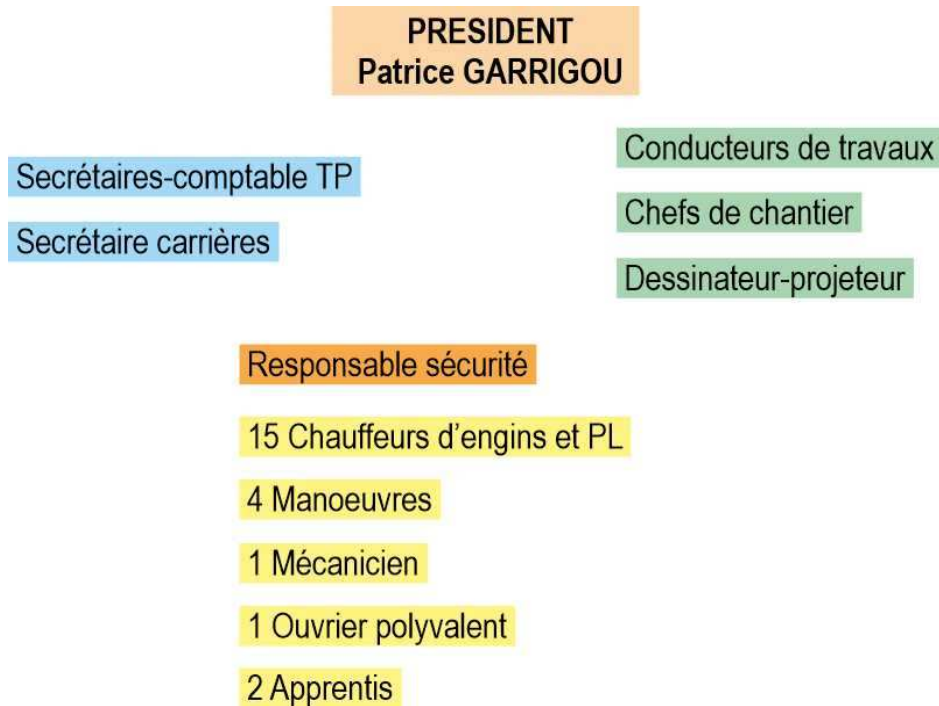 PRESIDENT
Patrice GARRIGOU
Secrétaires-comptable TP
Secrétaire carrières
Conducteurs de travaux
Chefs de chantier
Dessinateur-projeteur
Responsable sécurité
15 Chauffeurs d'engins et PL
4 Manoeuvres
1 Mécanicien
1 Ouvrier polyvalent
2 Apprentis